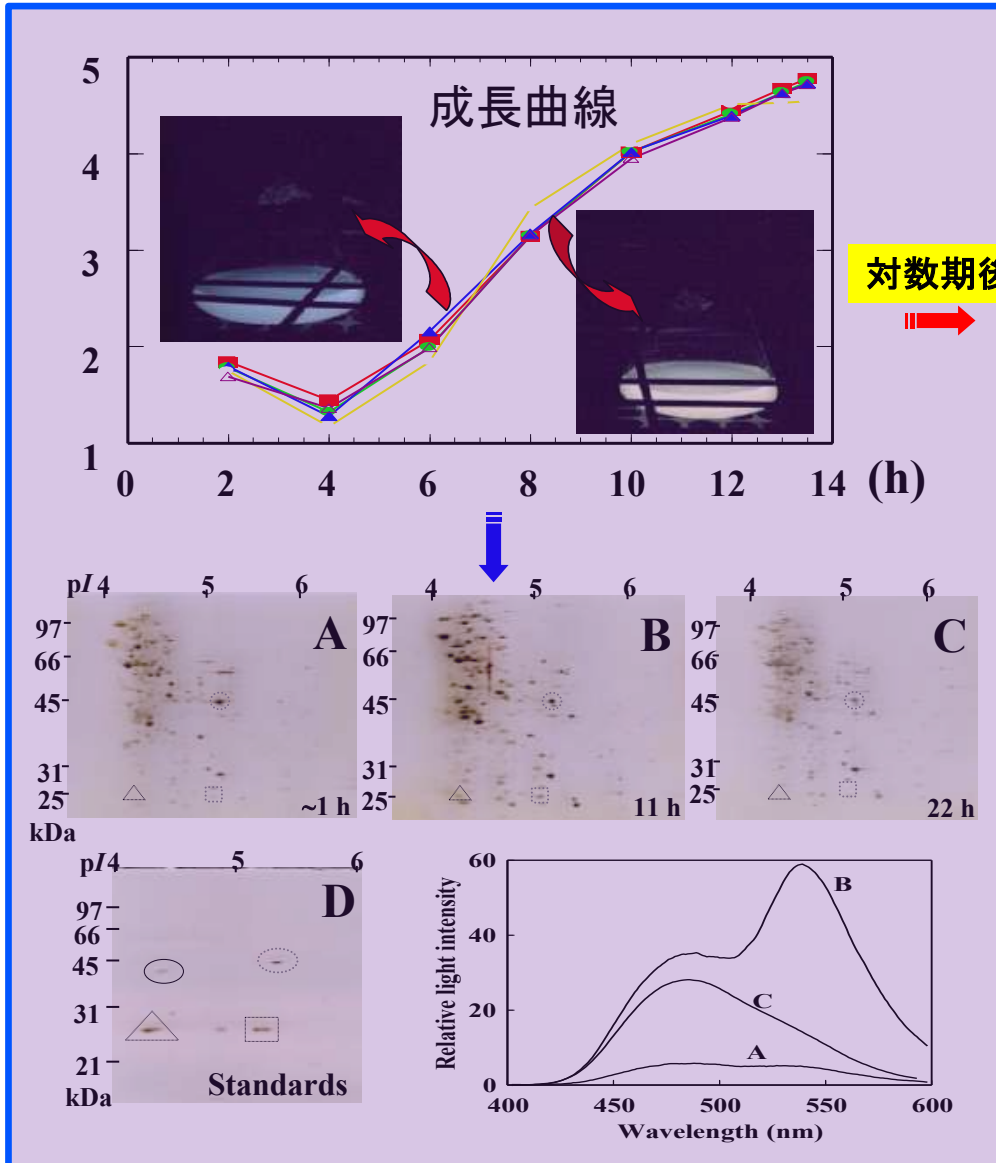 成長曲線
5
4
3
2
1
0 2 4 6 8 10 12 14 (h)
対数期後
pI 4 5 6
97
66
45
31
25
kDa
A
~1 h
4 5 6
97
66
45
31
25
B
11 h
4 5 6
97
66
45
31
25
C
22 h
pI 4 5 6
97
66
45
31
21
kDa
D
Standards
Relative light intensity
60
40
20
0
B
C
A
400 450 500 550 600
Wavelength (nm)